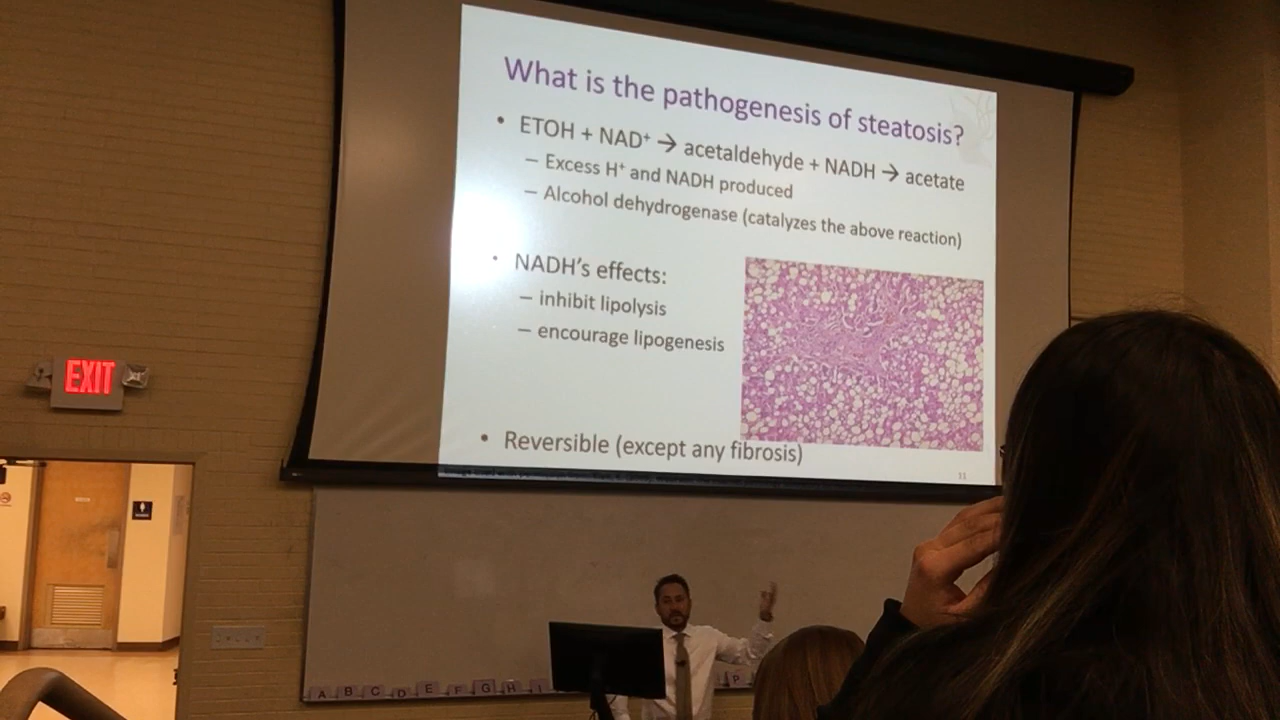 What is the pathogenesis of steatosis?
• ETOH + NAD⁺ → acetaldehyde + NADH → acetate
– Excess H⁺ and NADH produced
– Alcohol dehydrogenase (catalyzes the above reaction)
• NADH's effects:
– inhibit lipolysis
– encourage lipogenesis
• Reversible (except any fibrosis)
EXIT
A B C D E F G H I P